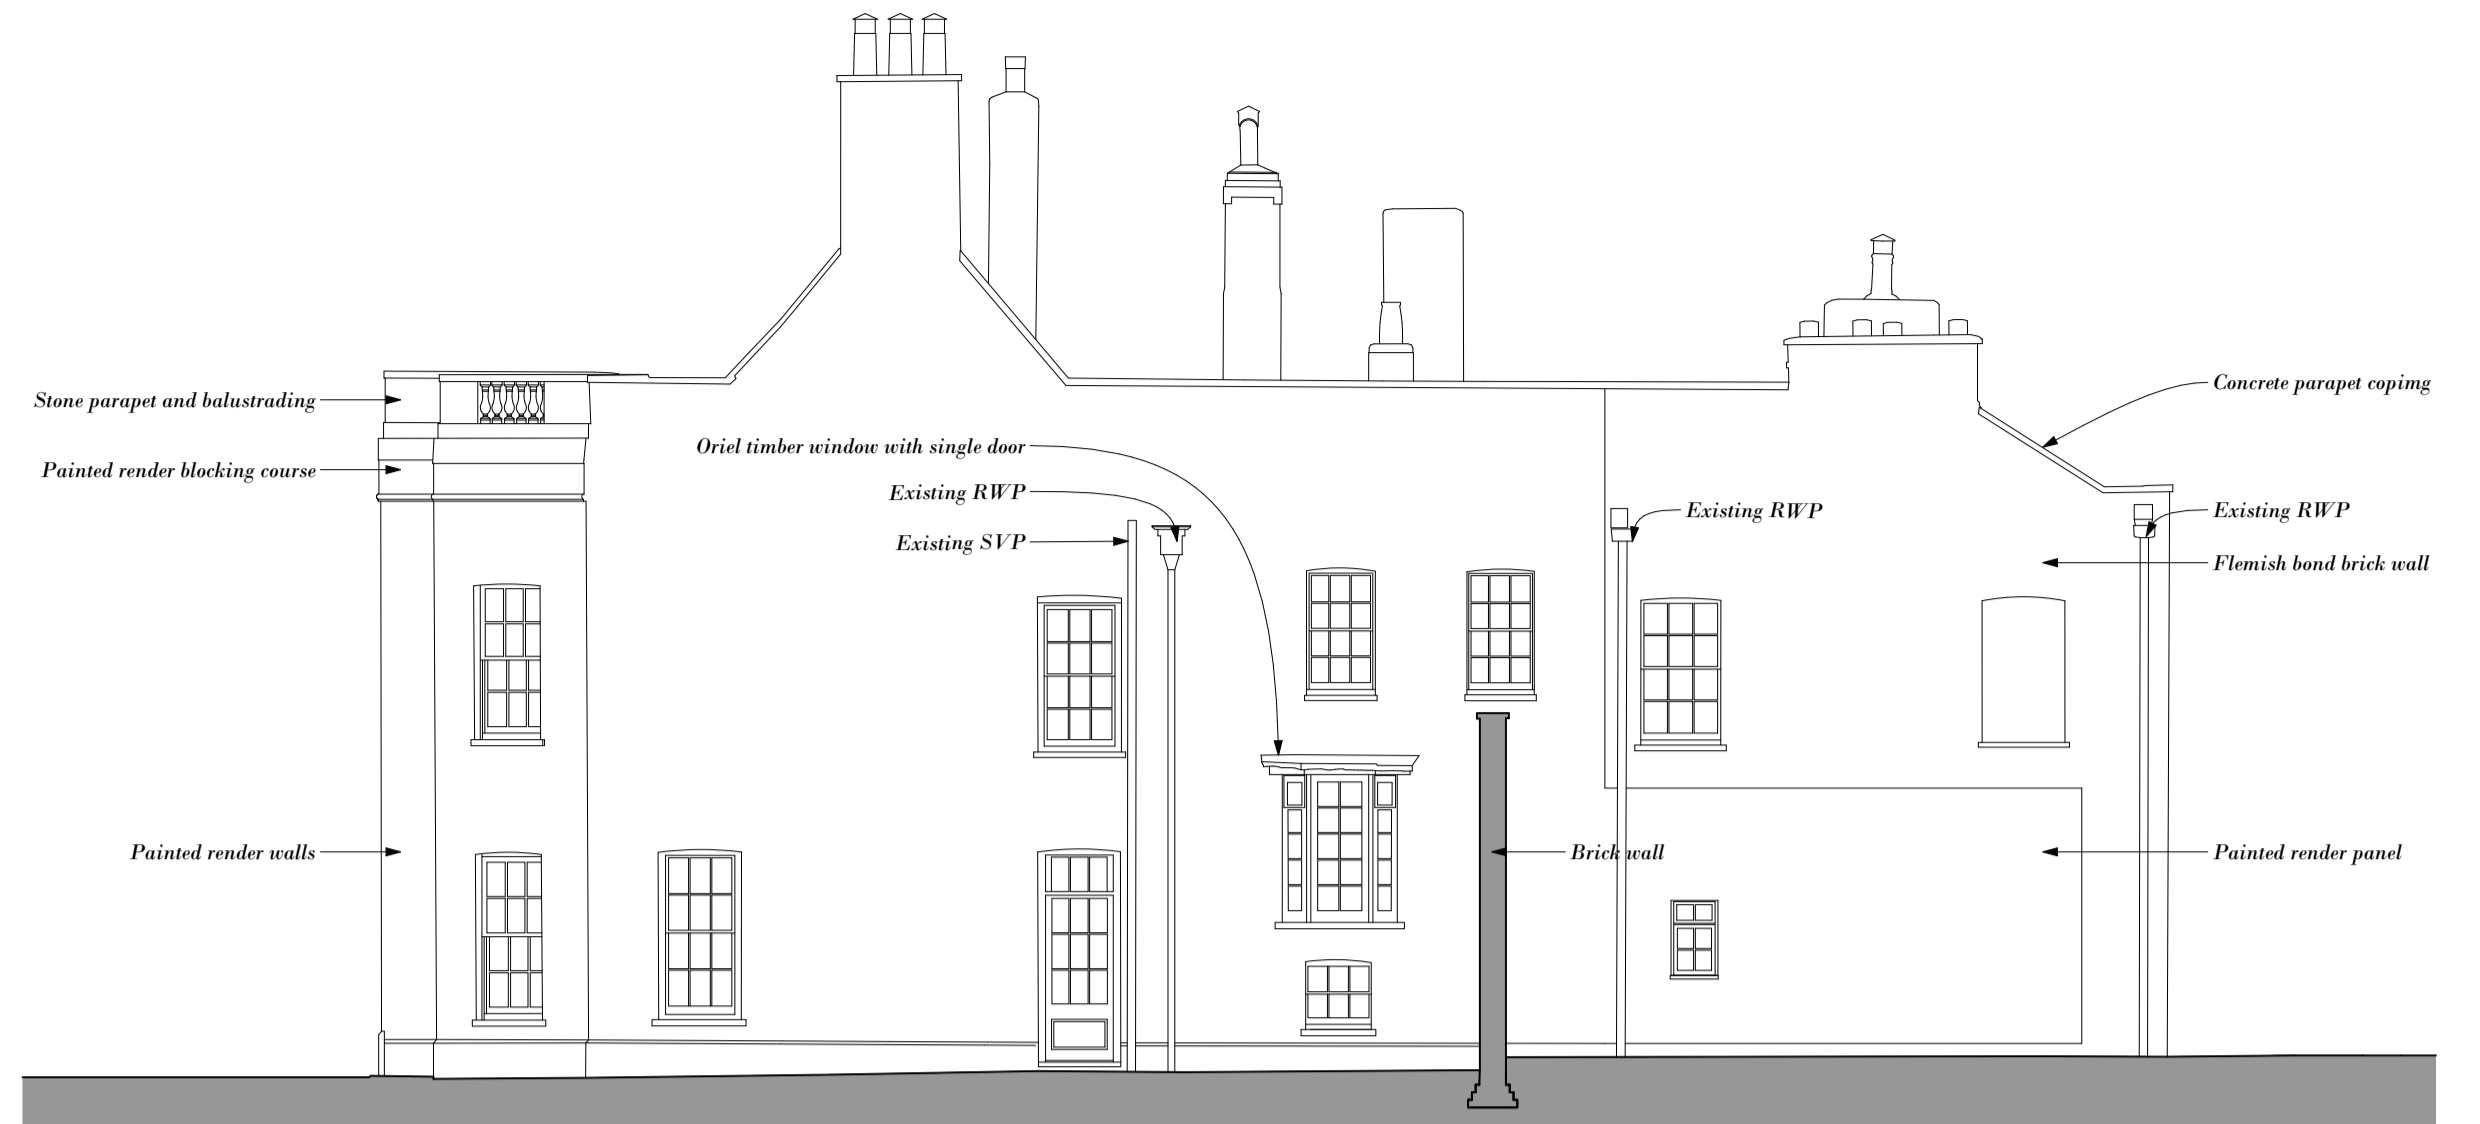 Stone parapet and balustrading
Concrete parapet copimg
Oriel timber window with single door
Painted render blocking course
Existing RWP
Existing RWP
Existing RWP
Existing SVP
Flemish bond brick wall
Painted render walls
Brick wall
Painted render panel